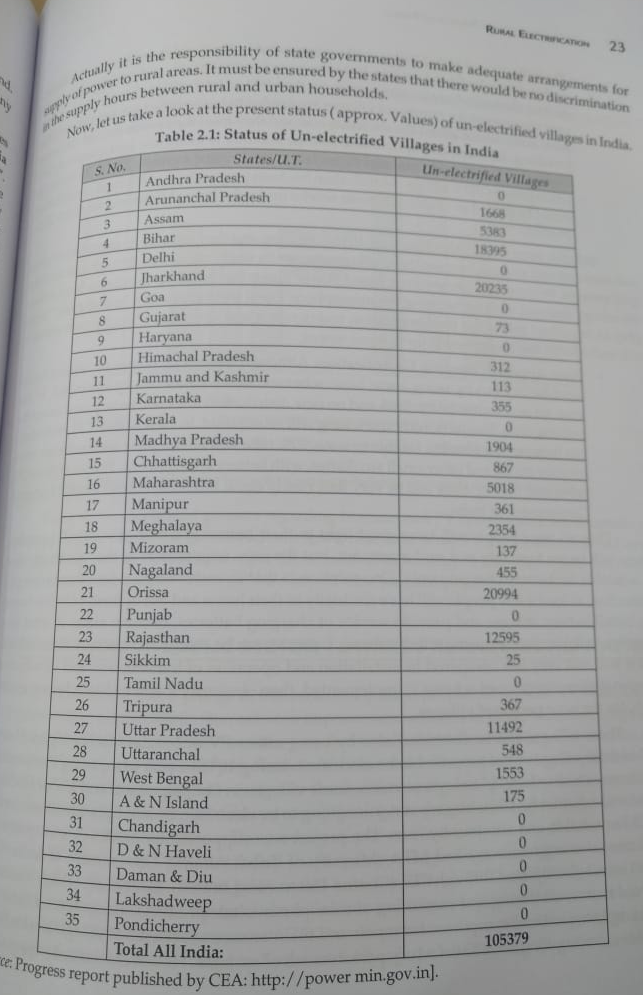 RURAL ELECTRIFICATION 23
Actually it is the responsibility of state governments to make adequate arrangements for
supply of power to rural areas. It must be ensured by the states that there would be no discrimination
in the supply hours between rural and urban households.
Now, let us take a look at the present status (approx. Values) of un-electrified villages in India.
Table 2.1: Status of Un-electrified Villages in India
S. No. States/U.T. Un-electrified Villages
1 Andhra Pradesh 0
2 Arunanchal Pradesh 1668
3 Assam 5383
4 Bihar 18395
5 Delhi 0
6 Jharkhand 20235
7 Goa 0
8 Gujarat 73
9 Haryana 0
10 Himachal Pradesh 312
11 Jammu and Kashmir 113
12 Karnataka 355
13 Kerala 0
14 Madhya Pradesh 1904
15 Chhattisgarh 867
16 Maharashtra 5018
17 Manipur 361
18 Meghalaya 2354
19 Mizoram 137
20 Nagaland 455
21 Orissa 20994
22 Punjab 0
23 Rajasthan 12595
24 Sikkim 25
25 Tamil Nadu 0
26 Tripura 367
27 Uttar Pradesh 11492
28 Uttaranchal 548
29 West Bengal 1553
30 A & N Island 175
31 Chandigarh 0
32 D & N Haveli 0
33 Daman & Diu 0
34 Lakshadweep 0
35 Pondicherry 0
Total All India: 105379
ce: Progress report published by CEA: http://power min.gov.in].